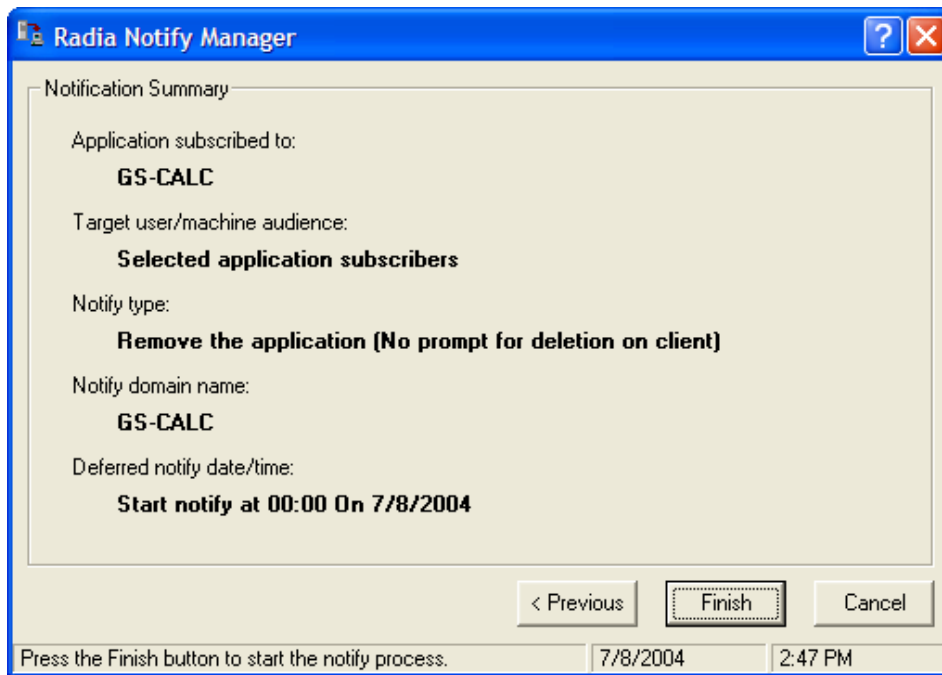 Radia Notify Manager
Notification Summary
Application subscribed to:
GS-CALC
Target user/machine audience:
Selected application subscribers
Notify type:
Remove the application (No prompt for deletion on client)
Notify domain name:
GS-CALC
Deferred notify date/time:
Start notify at 00:00 On 7/8/2004
< Previous Finish Cancel
Press the Finish button to start the notify process. 7/8/2004 2:47 PM